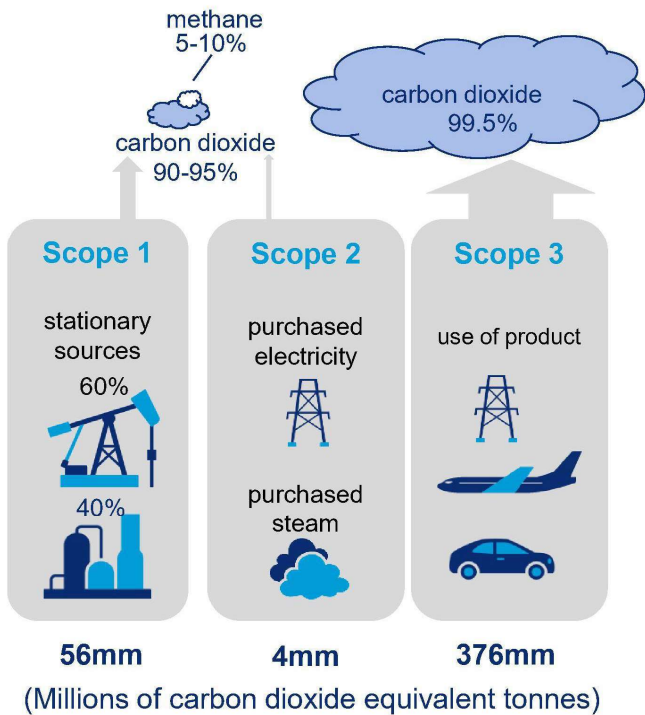 methane
5-10%
carbon dioxide
90-95%
carbon dioxide
99.5%
Scope 1
stationary
sources
60%
40%
56mm
Scope 2
purchased
electricity
purchased
steam
4mm
Scope 3
use of product
376mm
(Millions of carbon dioxide equivalent tonnes)